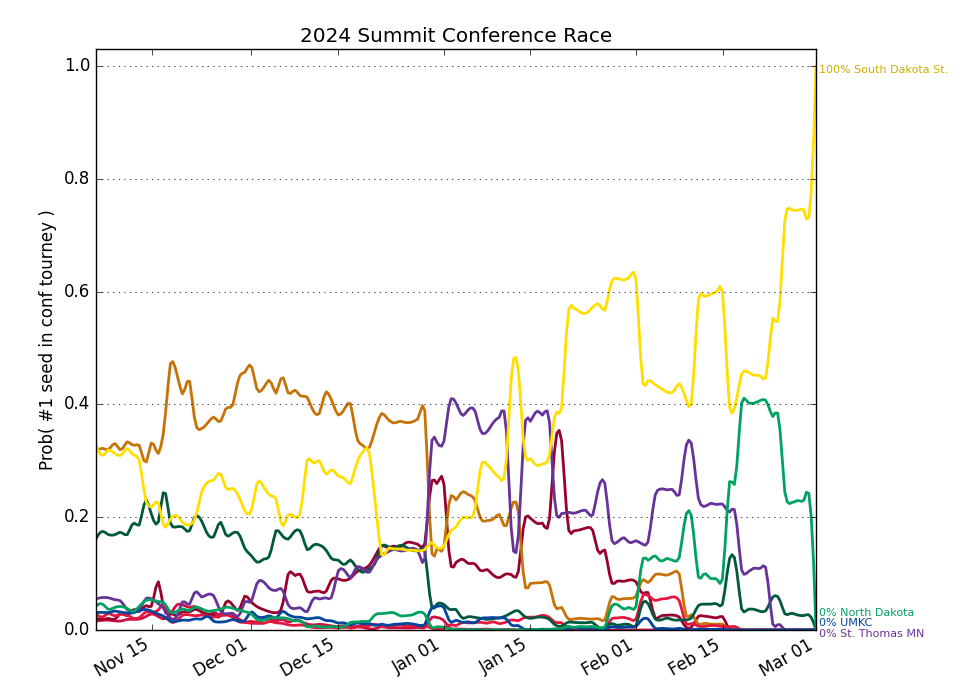 2024 Summit Conference Race
Prob( #1 seed in conf tourney )
1.0
0.8
0.6
0.4
0.2
0.0
Nov 15
Dec 01
Dec 15
Jan 01
Jan 15
Feb 01
Feb 15
Mar 01
100% South Dakota St.
0% North Dakota
0% UMKC
0% St. Thomas MN